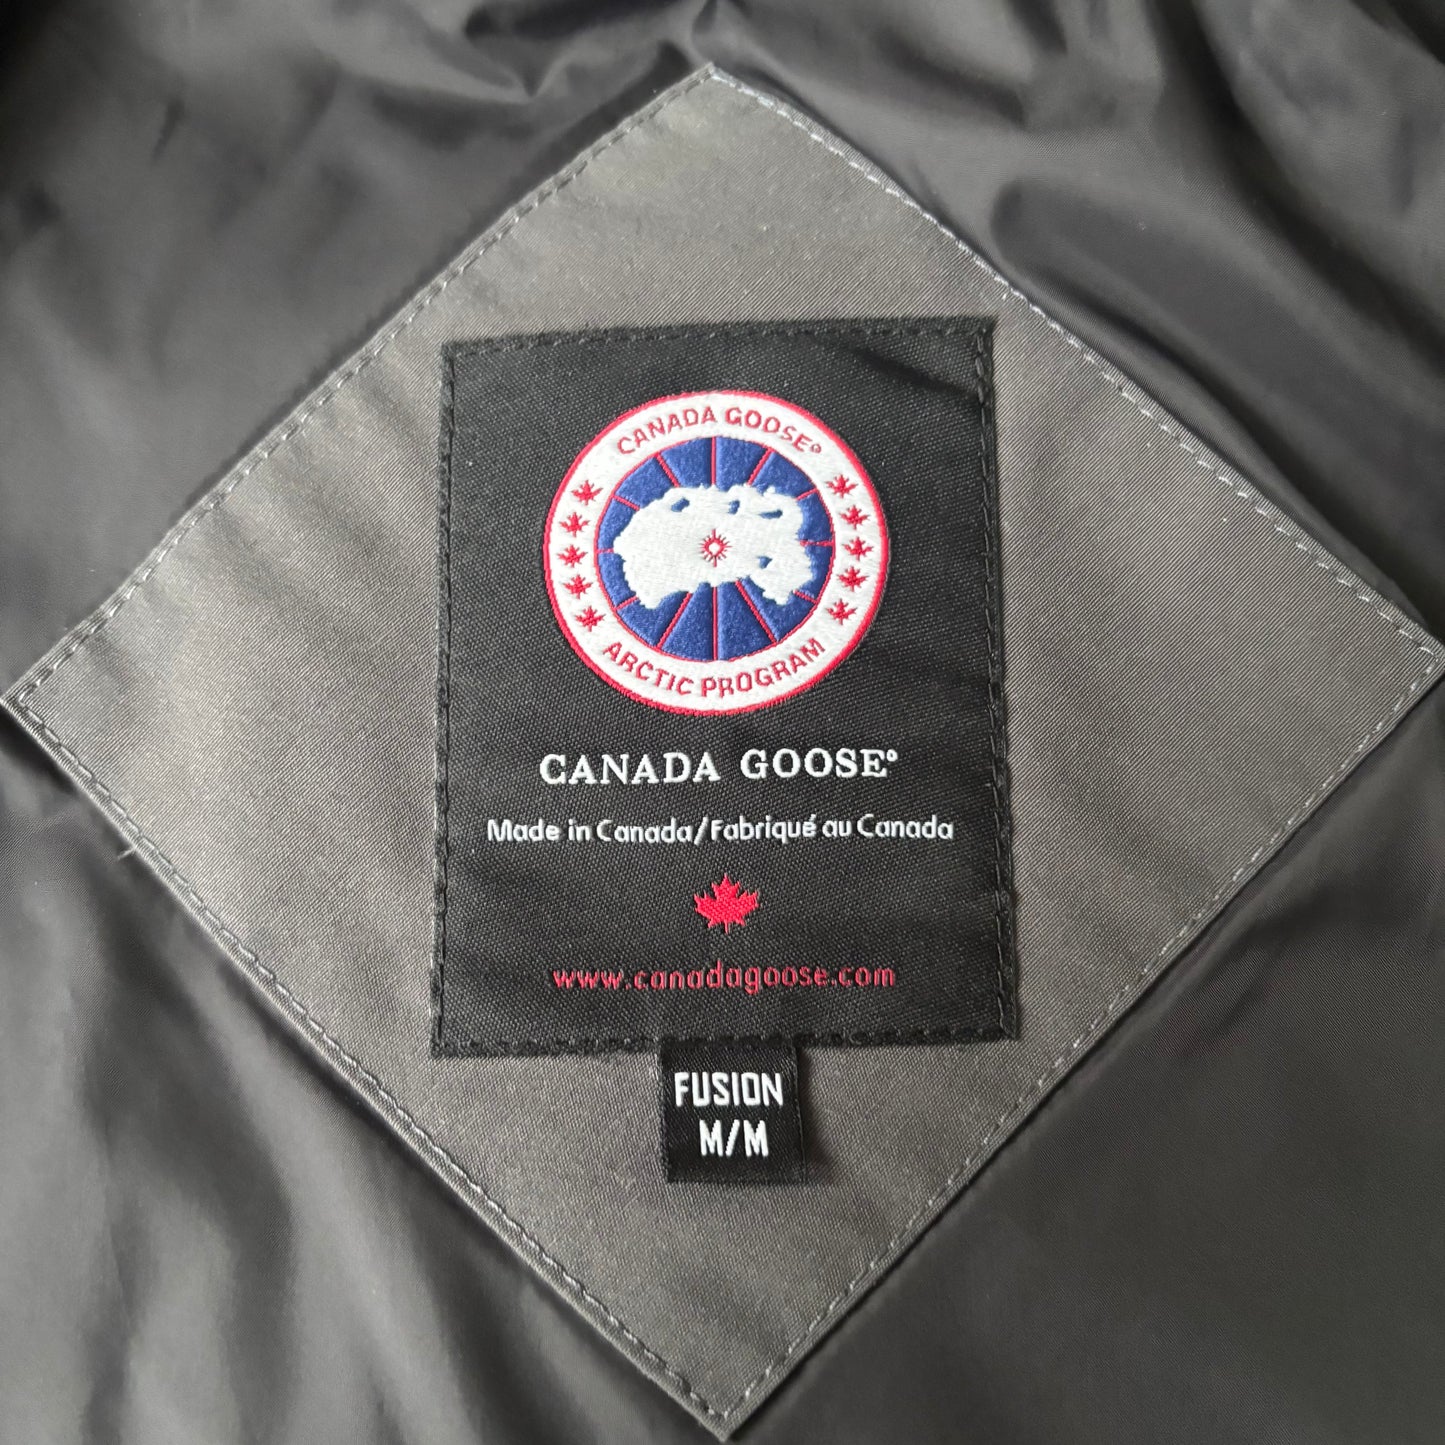 CANADA GOOSE®
ARCTIC PROGRAM
CANADA GOOSE®
Made in Canada/Fabriqué au Canada
www.canadagoose.com
FUSION
M/M